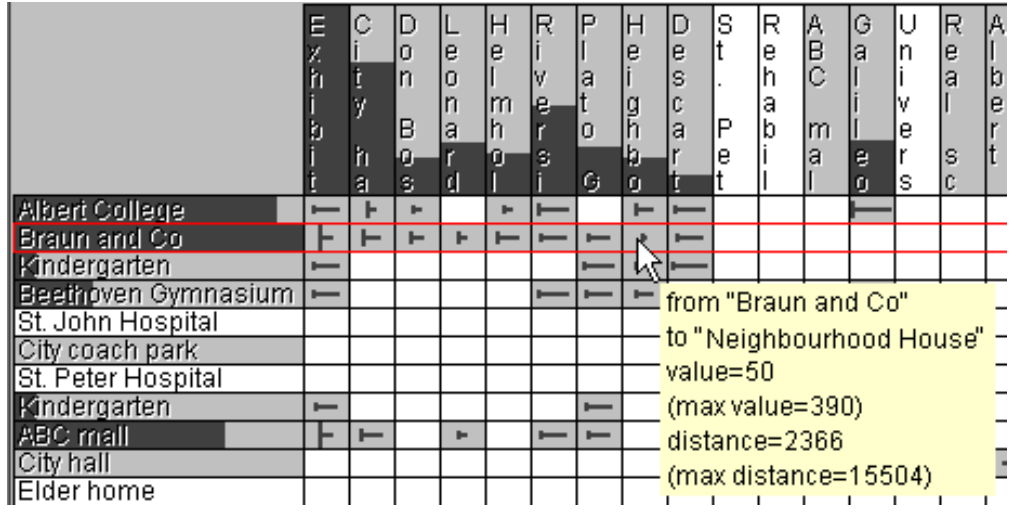 Exhibit
City ha
Don Bos
Leonard
Helmhol
Riversi
Plato G
Neighbo
Descart
St. Pet
Rehabil
ABC mal
Galileo
Univers
Real sc
Albert
Albert College
Braun and Co
Kindergarten
Beethoven Gymnasium
St. John Hospital
City coach park
St. Peter Hospital
Kindergarten
ABC mall
City hall
Elder home
from "Braun and Co"
to "Neighbourhood House"
value=50
(max value=390)
distance=2366
(max distance=15504)